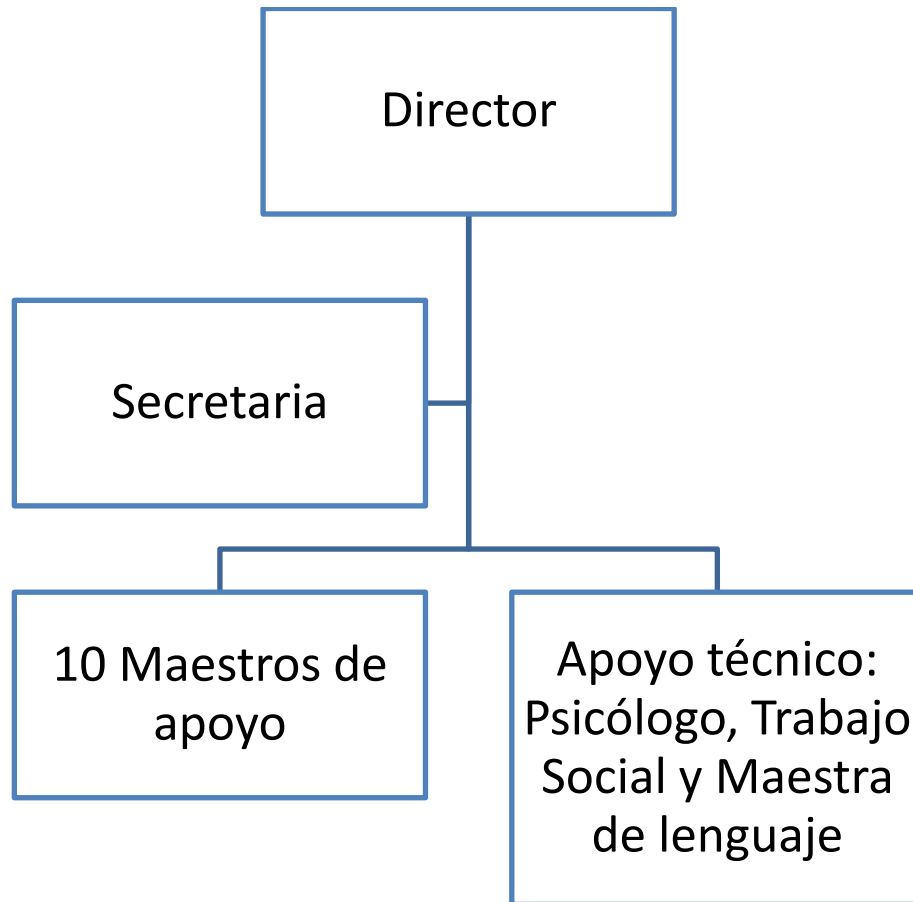 Director
Secretaria
10 Maestros de
apoyo
Apoyo técnico:
Psicólogo, Trabajo
Social y Maestra
de lenguaje